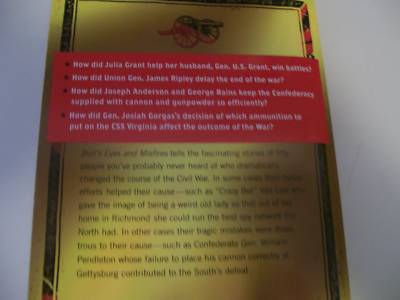 • How did Julia Grant help her husband, Gen. U.S. Grant, win battles?
• How did Union Gen. James Ripley delay the end of the war?
• How did Joseph Anderson and George Rains keep the Confederacy
supplied with cannon and gunpowder so efficiently?
• How did Gen. Josiah Gorgas's decision of which ammunition to
put on the CSS Virginia affect the outcome of the War?
Bull's Eyes and Misfires tells the fascinating stories of fifty
people you've probably never heard of who dramatically
changed the course of the Civil War. In some cases their
efforts helped their cause—such as "Crazy Bet" Van Lew who
gave the image of being a weird old lady so that out of her
home in Richmond she could run the best spy network the
North had. In other cases their tragic mistakes were
trous to their cause—such as Confederate Gen. William
Pendleton whose failure to place his cannon correctly at
Gettysburg contributed to the South's defeat.